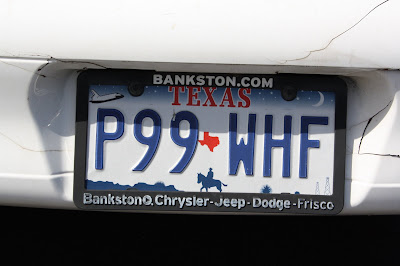 BANKSTON.COM
TEXAS
P99 WHF
Bankston Chrysler-Jeep-Dodge-Frisco